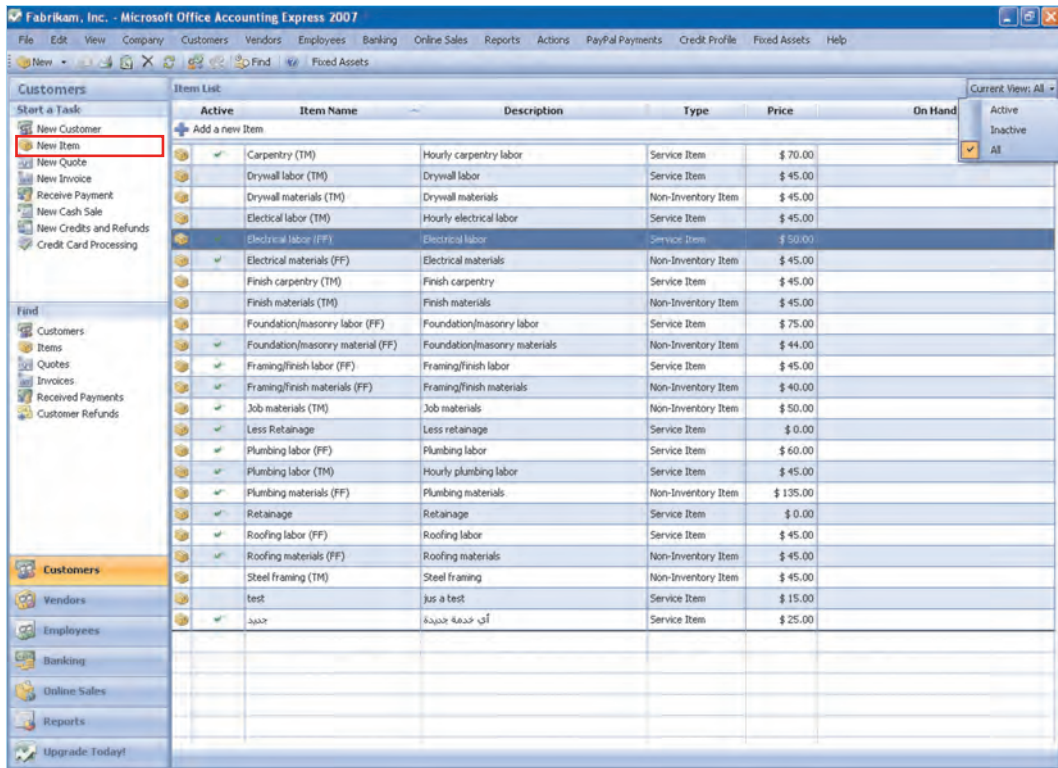 Fabrikam, Inc. - Microsoft Office Accounting Express 2007
File Edit View Company Customers Vendors Employees Banking Online Sales Reports Actions PayPal Payments Credit Profile Fixed Assets Help
New Find Fixed Assets
Customers
Start a Task
New Customer
New Item
New Quote
New Invoice
Receive Payment
New Cash Sale
New Credits and Refunds
Credit Card Processing
Find
Customers
Items
Quotes
Invoices
Received Payments
Customer Refunds
Customers
Vendors
Employees
Banking
Online Sales
Reports
Upgrade Today!
Item List Current View: All
Active
Inactive
All
Active Item Name Description Type Price On Hand
Add a new Item
Carpentry (TM) Hourly carpentry labor Service Item $ 70.00
Drywall labor (TM) Drywall labor Service Item $ 45.00
Drywall materials (TM) Drywall materials Non-Inventory Item $ 45.00
Electical labor (TM) Hourly electrical labor Service Item $ 45.00
Electrical labor (FF) Electrical labor Service Item $ 50.00
Electrical materials (FF) Electrical materials Non-Inventory Item $ 45.00
Finish carpentry (TM) Finish carpentry Service Item $ 45.00
Finish materials (TM) Finish materials Non-Inventory Item $ 45.00
Foundation/masonry labor (FF) Foundation/masonry labor Service Item $ 75.00
Foundation/masonry material (FF) Foundation/masonry materials Non-Inventory Item $ 44.00
Framing/finish labor (FF) Framing/finish labor Service Item $ 45.00
Framing/finish materials (FF) Framing/finish materials Non-Inventory Item $ 40.00
Job materials (TM) Job materials Non-Inventory Item $ 50.00
Less Retainage Less retainage Service Item $ 0.00
Plumbing labor (FF) Plumbing labor Service Item $ 60.00
Plumbing labor (TM) Hourly plumbing labor Service Item $ 45.00
Plumbing materials (FF) Plumbing materials Non-Inventory Item $ 135.00
Retainage Retainage Service Item $ 0.00
Roofing labor (FF) Roofing labor Service Item $ 45.00
Roofing materials (FF) Roofing materials Non-Inventory Item $ 45.00
Steel framing (TM) Steel framing Non-Inventory Item $ 45.00
test jus a test Service Item $ 15.00
جديد أي خدمة جديدة Service Item $ 25.00